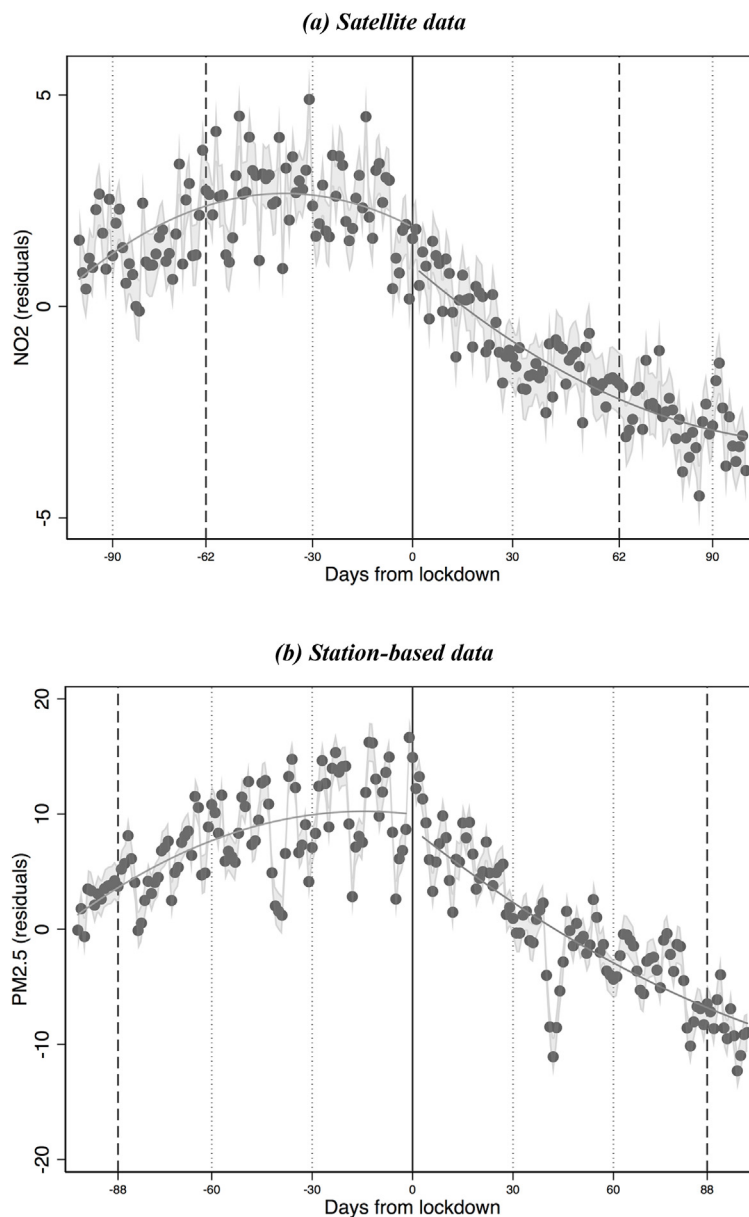 (a) Satellite data
5
0
-5
NO2 (residuals)
-90 -62 -30 0 30 62 90
Days from lockdown
(b) Station-based data
20
10
0
-10
-20
PM2.5 (residuals)
-88 -60 -30 0 30 60 88
Days from lockdown